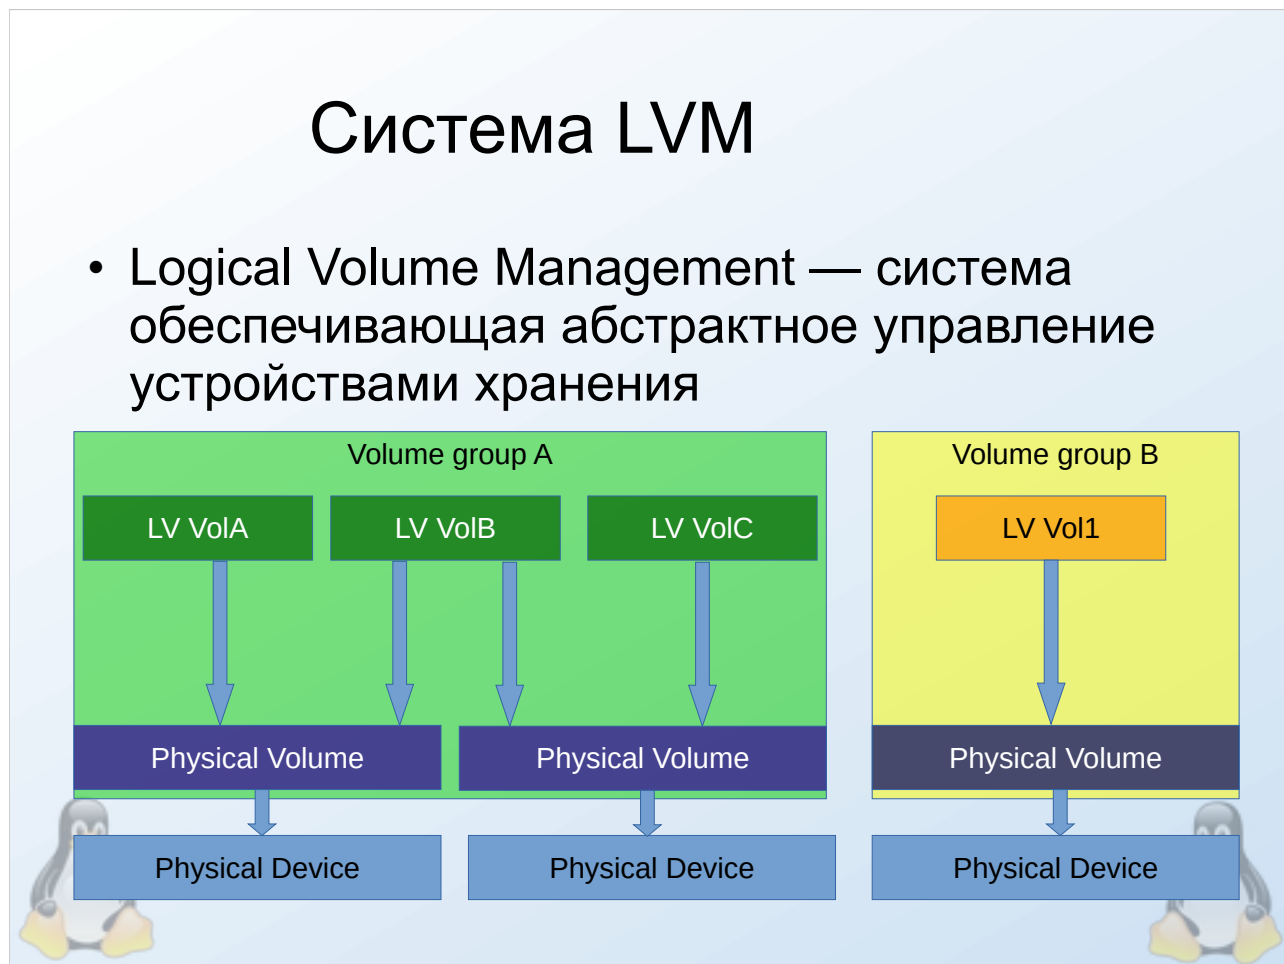 Система LVM
• Logical Volume Management — система
обеспечивающая абстрактное управление
устройствами хранения
Volume group A
Volume group B
LV VolA
LV VolB
LV VolC
LV Vol1
Physical Volume
Physical Volume
Physical Volume
Physical Device
Physical Device
Physical Device